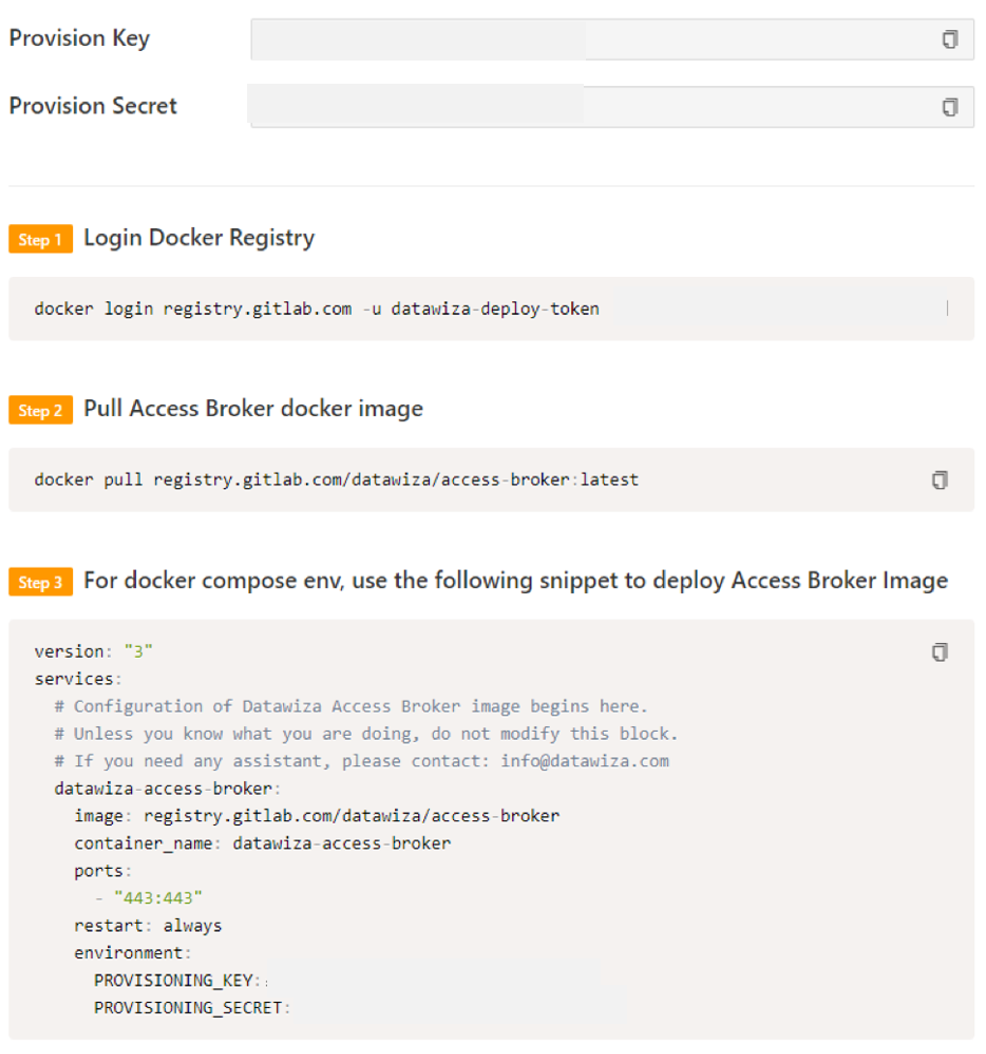 Provision Key
Provision Secret
Step 1 Login Docker Registry
docker login registry.gitlab.com -u datawiza-deploy-token
Step 2 Pull Access Broker docker image
docker pull registry.gitlab.com/datawiza/access-broker:latest
Step 3 For docker compose env, use the following snippet to deploy Access Broker Image
version: "3"
services:
  # Configuration of Datawiza Access Broker image begins here.
  # Unless you know what you are doing, do not modify this block.
  # If you need any assistant, please contact: info@datawiza.com
  datawiza-access-broker:
    image: registry.gitlab.com/datawiza/access-broker
    container_name: datawiza-access-broker
    ports:
      - "443:443"
    restart: always
    environment:
      PROVISIONING_KEY:
      PROVISIONING_SECRET: